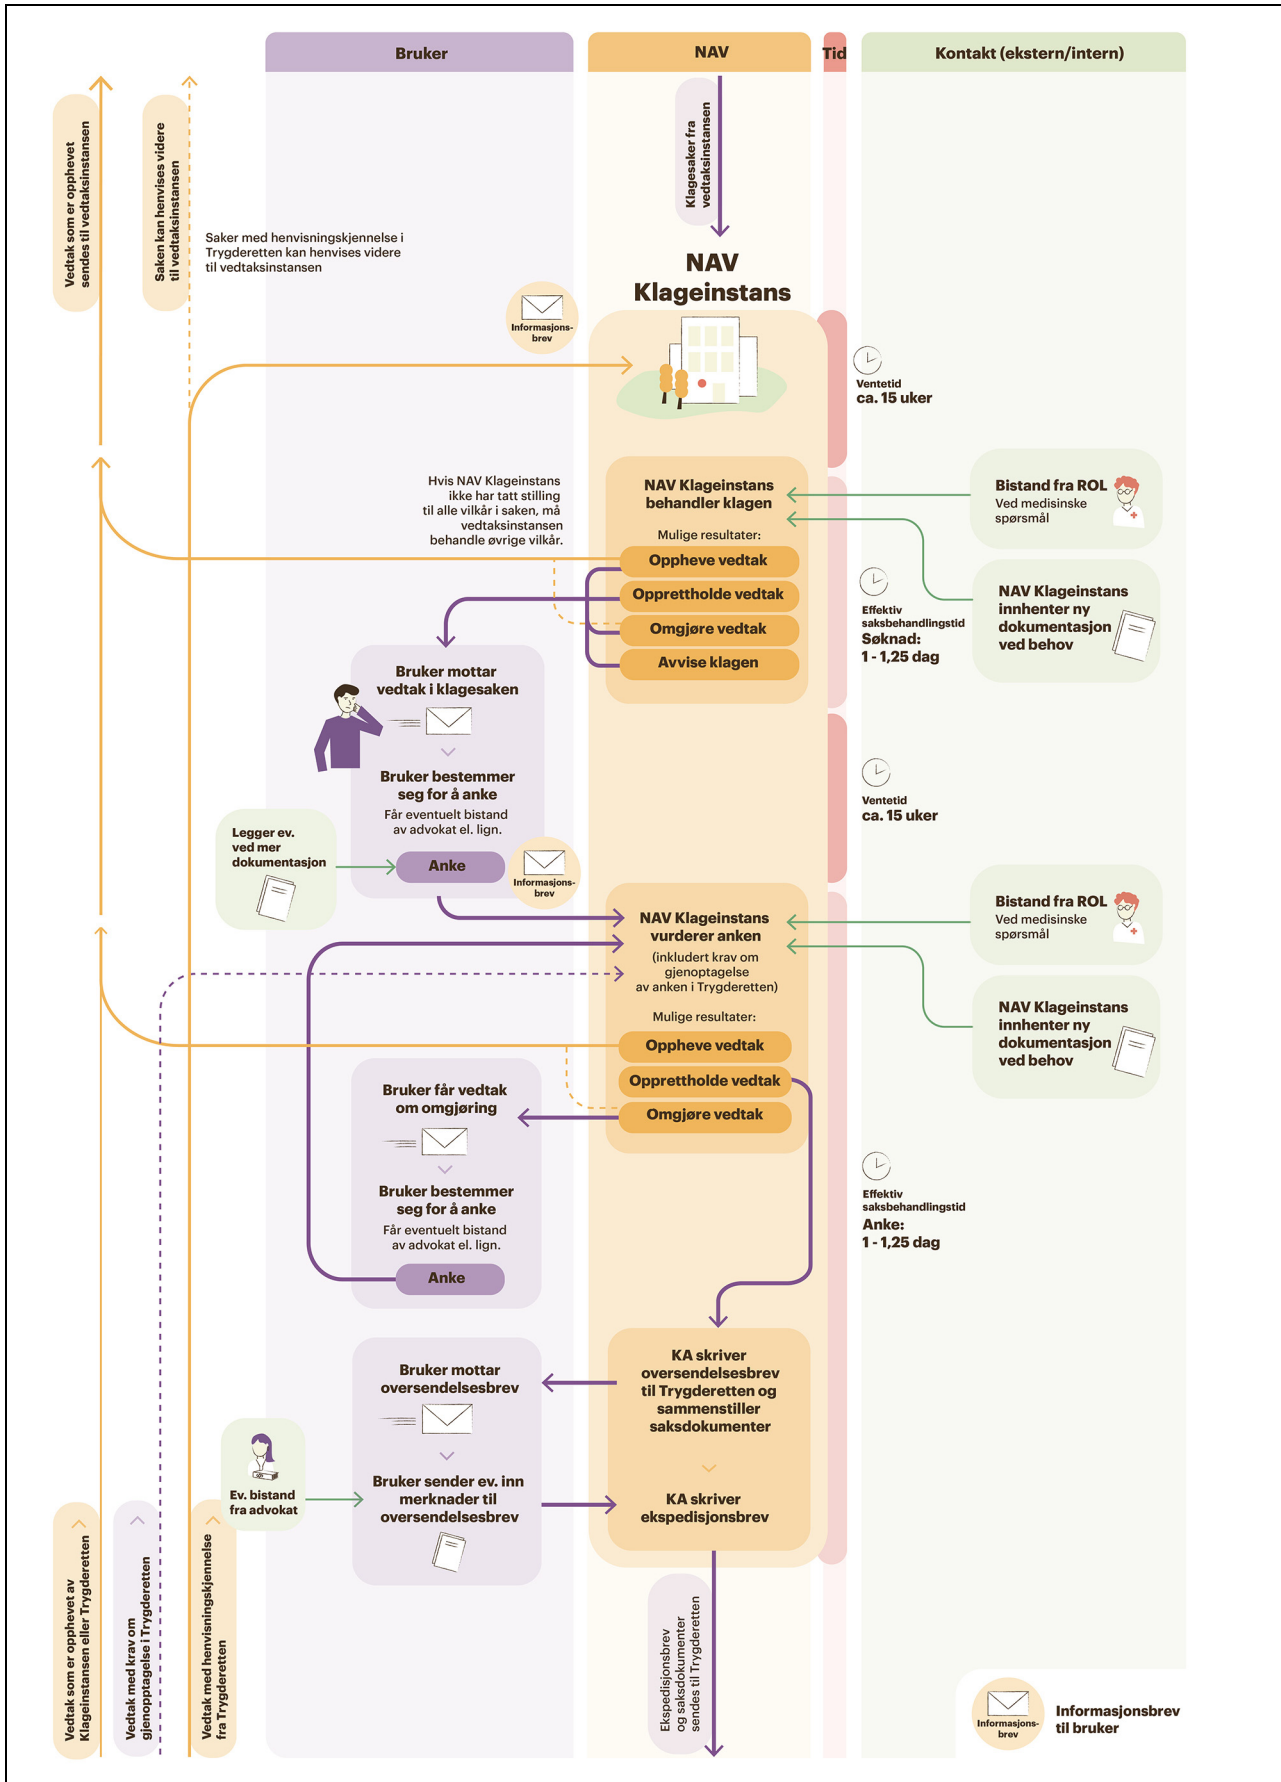 Bruker
NAV
Tid
Kontakt (ekstern/intern)
Vedtak som er opphevet
sendes til vedtaksinstansen
Saken kan henvises videre
til vedtaksinstansen
Saker med henvisningskjennelse i
Trygderetten kan henvises videre
til vedtaksinstansen
Klagesaker fra
vedtaksinstansen
NAV
Klageinstans
Informasjons-
brev
Ventetid
ca. 15 uker
Hvis NAV Klageinstans
ikke har tatt stilling
til alle vilkår i saken, må
vedtaksinstansen
behandle øvrige vilkår.
NAV Klageinstans
behandler klagen
Mulige resultater:
Oppheve vedtak
Opprettholde vedtak
Omgjøre vedtak
Avvise klagen
Bistand fra ROL
Ved medisinske
spørsmål
NAV Klageinstans
innhenter ny
dokumentasjon
ved behov
Effektiv
saksbehandlingstid
Søknad:
1 - 1,25 dag
Bruker mottar
vedtak i klagesaken
Bruker bestemmer
seg for å anke
Får eventuelt bistand
av advokat el. lign.
Anke
Legger ev.
ved mer
dokumentasjon
Informasjons-
brev
Ventetid
ca. 15 uker
NAV Klageinstans
vurderer anken
(inkludert krav om
gjenoptagelse
av anken i Trygderetten)
Mulige resultater:
Oppheve vedtak
Opprettholde vedtak
Omgjøre vedtak
Bistand fra ROL
Ved medisinske
spørsmål
NAV Klageinstans
innhenter ny
dokumentasjon
ved behov
Bruker får vedtak
om omgjøring
Bruker bestemmer
seg for å anke
Får eventuelt bistand
av advokat el. lign.
Anke
Effektiv
saksbehandlingstid
Anke:
1 - 1,25 dag
Bruker mottar
oversendelsesbrev
Bruker sender ev. inn
merknader til
oversendelsesbrev
Ev. bistand
fra advokat
KA skriver
oversendelsesbrev
til Trygderetten og
sammenstiller
saksdokumenter
KA skriver
ekspedisjonsbrev
Vedtak som er opphevet av
Klageinstansen eller Trygderetten
Vedtak med krav om
gjenopptagelse i Trygderetten
Vedtak med henvisningskjennelse
fra Trygderetten
Ekspedisjonsbrev
og saksdokumenter
sendes til Trygderetten
Informasjons-
brev
Informasjonsbrev
til bruker